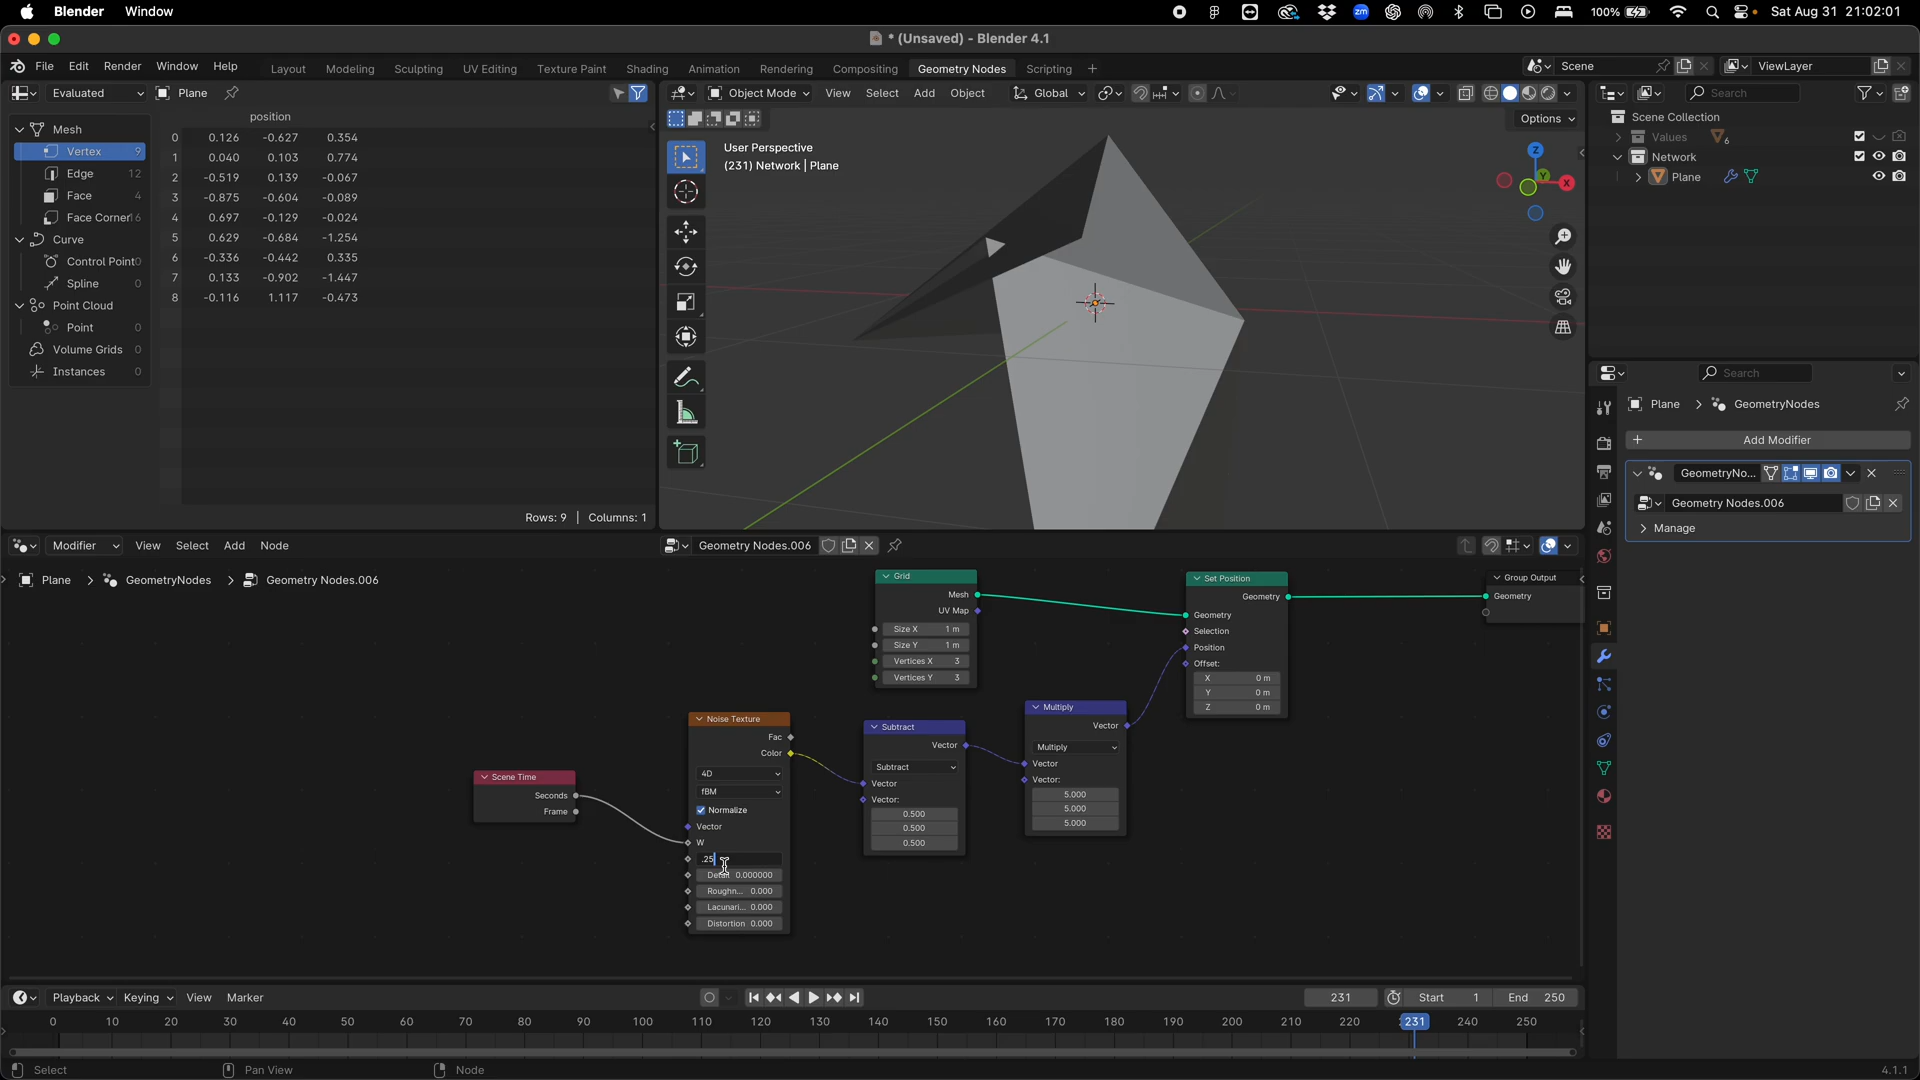 Blender Window
100% Sat Aug 31 21:02:01
* (Unsaved) - Blender 4.1
File Edit Render Window Help Layout Modeling Sculpting UV Editing Texture Paint Shading Animation Rendering Compositing Geometry Nodes Scripting Scene ViewLayer
Evaluated Plane
Object Mode View Select Add Object Global
Search
position
Options
Scene Collection
Mesh
Vertex 9
Edge 12
Face 4
Face Corner 16
Curve
Control Point 0
Spline 0
Point Cloud
Point 0
Volume Grids 0
Instances 0
0 0.126 -0.627 0.354
1 0.040 0.103 0.774
2 -0.519 0.139 -0.067
3 -0.875 -0.604 -0.089
4 0.697 -0.129 -0.024
5 0.629 -0.684 -1.254
6 -0.336 -0.442 0.335
7 0.133 -0.902 -1.447
8 -0.116 1.117 -0.473
Rows: 9 | Columns: 1
User Perspective
(231) Network | Plane
Z
Y
X
Values 6
Network
Plane
Search
Plane > GeometryNodes
Add Modifier
GeometryNo...
Geometry Nodes.006
Manage
Modifier View Select Add Node Geometry Nodes.006
Plane > GeometryNodes > Geometry Nodes.006
Grid
Mesh
UV Map
Size X 1 m
Size Y 1 m
Vertices X 3
Vertices Y 3
Set Position
Geometry
Geometry
Selection
Position
Offset:
X 0 m
Y 0 m
Z 0 m
Group Output
Geometry
Scene Time
Seconds
Frame
Noise Texture
Fac
Color
4D
fBM
Normalize
Vector
W
.25
Detail 0.000000
Roughn... 0.000
Lacunari... 0.000
Distortion 0.000
Subtract
Vector
Subtract
Vector
Vector:
0.500
0.500
0.500
Multiply
Vector
Multiply
Vector
Vector:
5.000
5.000
5.000
Playback Keying View Marker 231 Start 1 End 250
0 10 20 30 40 50 60 70 80 90 100 110 120 130 140 150 160 170 180 190 200 210 220 231 240 250
Select Pan View Node 4.1.1